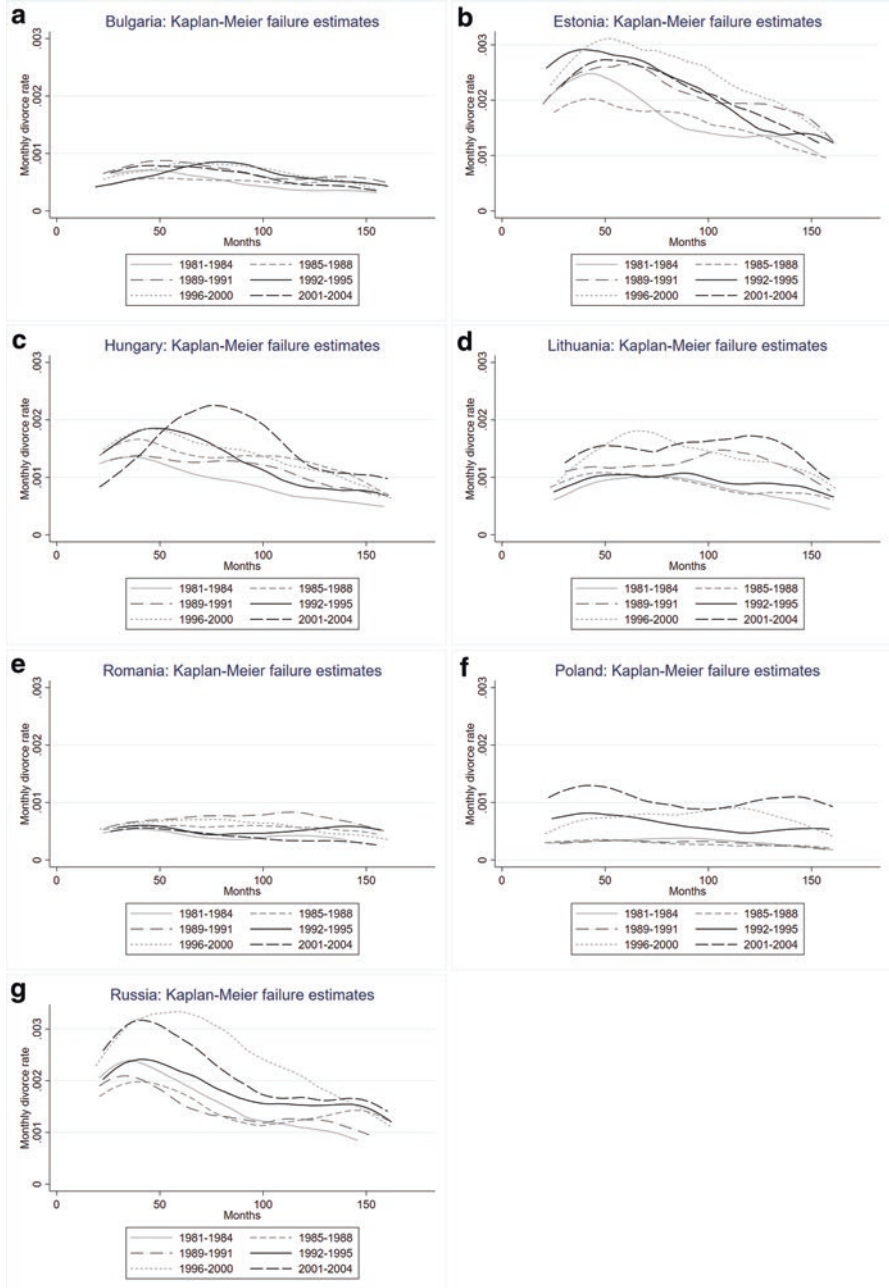 a
Bulgaria: Kaplan-Meier failure estimates
Monthly divorce rate
.003
.002
.001
0
0 50 100 150
Months
1981-1984 1985-1988
1989-1991 1992-1995
1996-2000 2001-2004
b
Estonia: Kaplan-Meier failure estimates
Monthly divorce rate
.003
.002
.001
0
0 50 100 150
Months
1981-1984 1985-1988
1989-1991 1992-1995
1996-2000 2001-2004
c
Hungary: Kaplan-Meier failure estimates
Monthly divorce rate
.003
.002
.001
0
0 50 100 150
Months
1981-1984 1985-1988
1989-1991 1992-1995
1996-2000 2001-2004
d
Lithuania: Kaplan-Meier failure estimates
Monthly divorce rate
.003
.002
.001
0
0 50 100 150
Months
1981-1984 1985-1988
1989-1991 1992-1995
1996-2000 2001-2004
e
Romania: Kaplan-Meier failure estimates
Monthly divorce rate
.003
.002
.001
0
0 50 100 150
Months
1981-1984 1985-1988
1989-1991 1992-1995
1996-2000 2001-2004
f
Poland: Kaplan-Meier failure estimates
Monthly divorce rate
.003
.002
.001
0
0 50 100 150
Months
1981-1984 1985-1988
1989-1991 1992-1995
1996-2000 2001-2004
g
Russia: Kaplan-Meier failure estimates
Monthly divorce rate
.003
.002
.001
0
0 50 100 150
Months
1981-1984 1985-1988
1989-1991 1992-1995
1996-2000 2001-2004